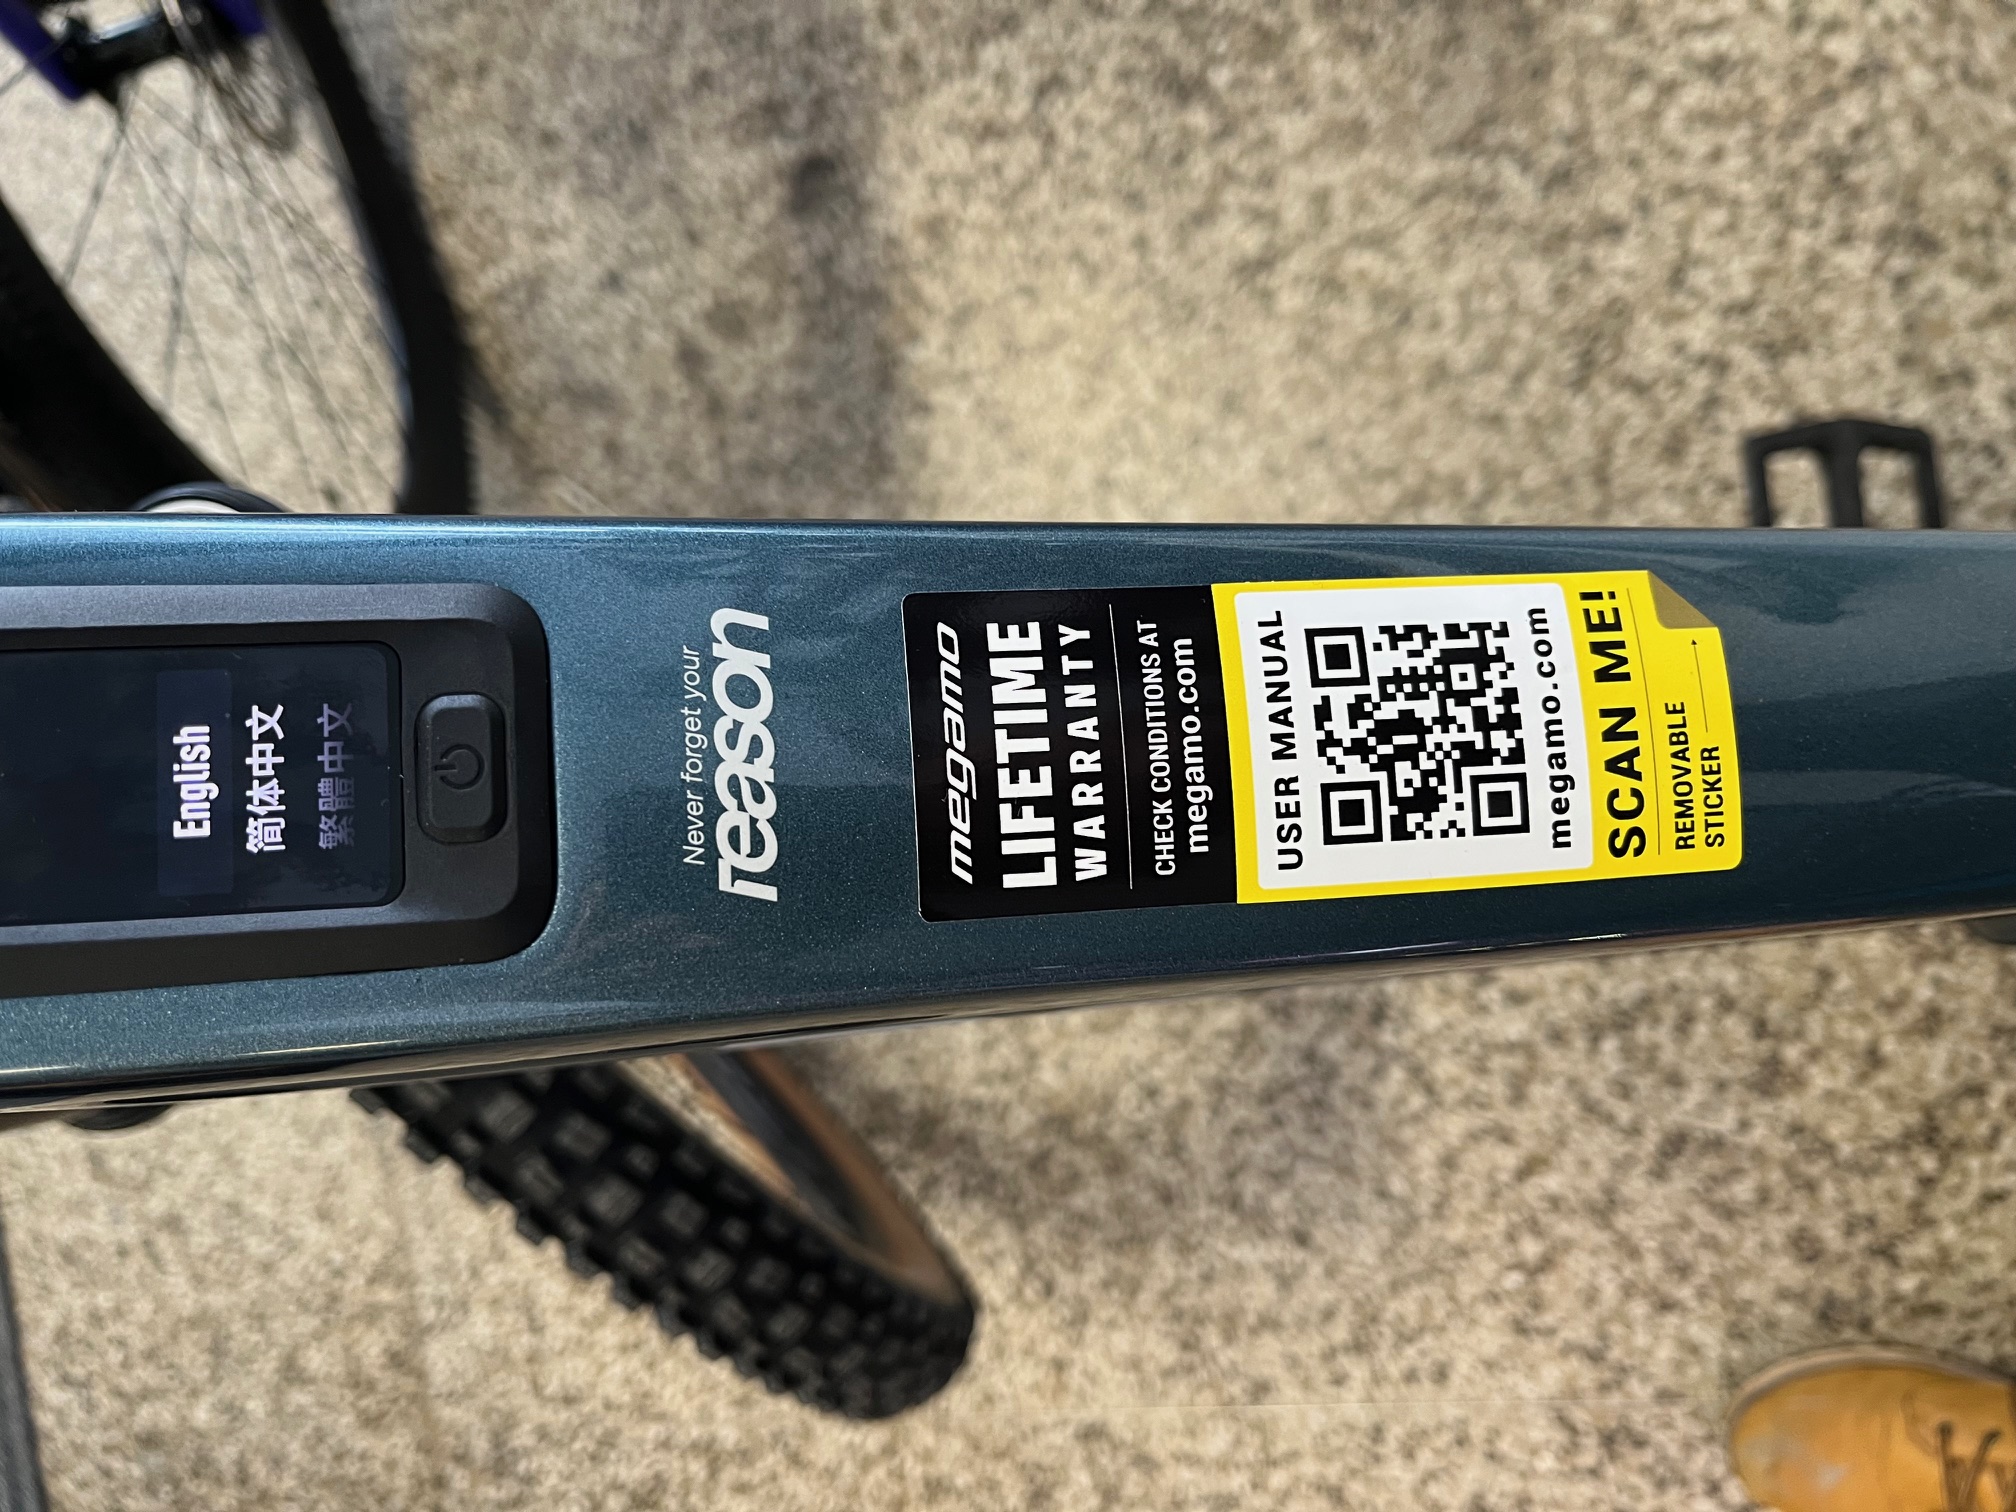 English
简体中文
繁體中文
Never forget your
reason
megamo
LIFETIME
WARRANTY
CHECK CONDITIONS AT
megamo.com
USER MANUAL
megamo.com
SCAN ME!
REMOVABLE
STICKER